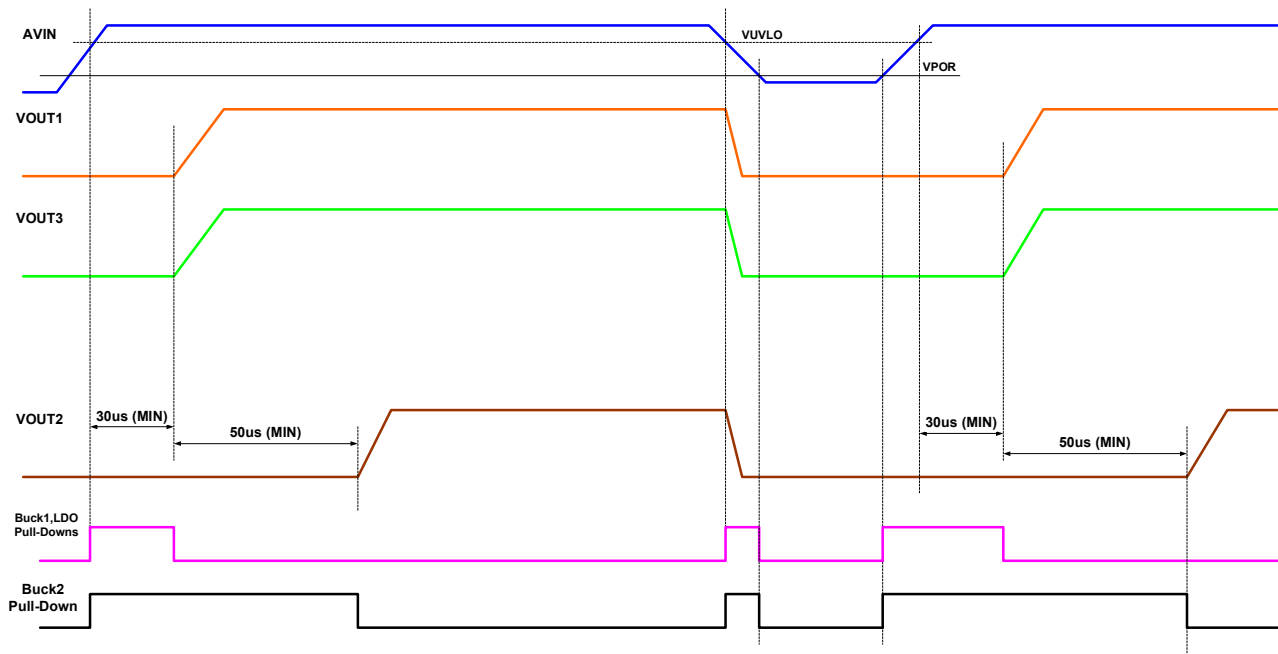 AVIN
VUVLO
VPOR
VOUT1
VOUT3
VOUT2
30us (MIN)
50us (MIN)
30us (MIN)
50us (MIN)
Buck1,LDO
Pull-Downs
Buck2
Pull-Down